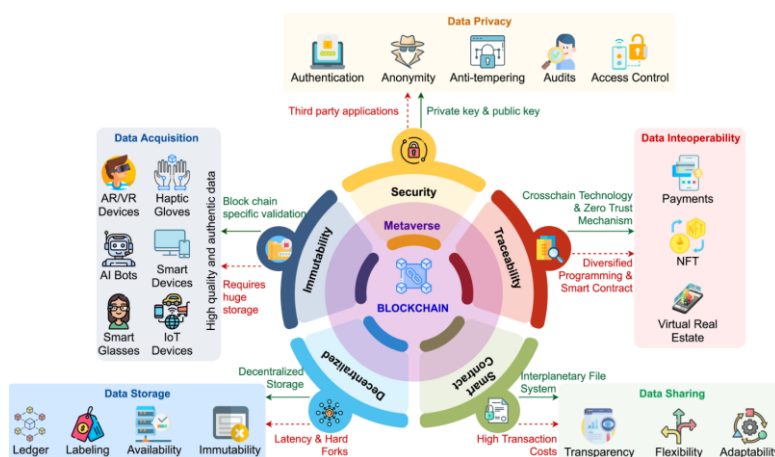 Data Privacy
Authentication
Anonymity
Anti-tempering
Audits
Access Control
Third party applications
Private key & public key
Data Acquisition
AR/VR
Devices
Haptic
Gloves
AI Bots
Smart
Devices
Smart
Glasses
IoT
Devices
High quality and authentic data
Block chain
specific validation
Requires
huge
storage
Data Inteoperability
Payments
NFT
Virtual Real
Estate
Crosschain Technology
& Zero Trust
Mechanism
Diversified
Programming &
Smart Contract
Security
Immutability
Traceability
Metaverse
BLOCKCHAIN
Decentralized
Smart
Contract
Decentralized
Storage
Latency & Hard
Forks
Interplanetary File
System
High Transaction
Costs
Data Storage
Ledger
Labeling
Availability
Immutability
Data Sharing
Transparency
Flexibility
Adaptability